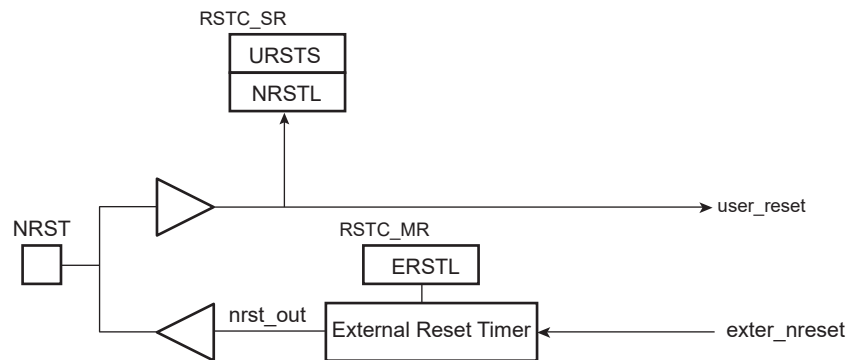 RSTC_SR
URSTS
NRSTL
user_reset
NRST
RSTC_MR
ERSTL
nrst_out
External Reset Timer
exter_nreset